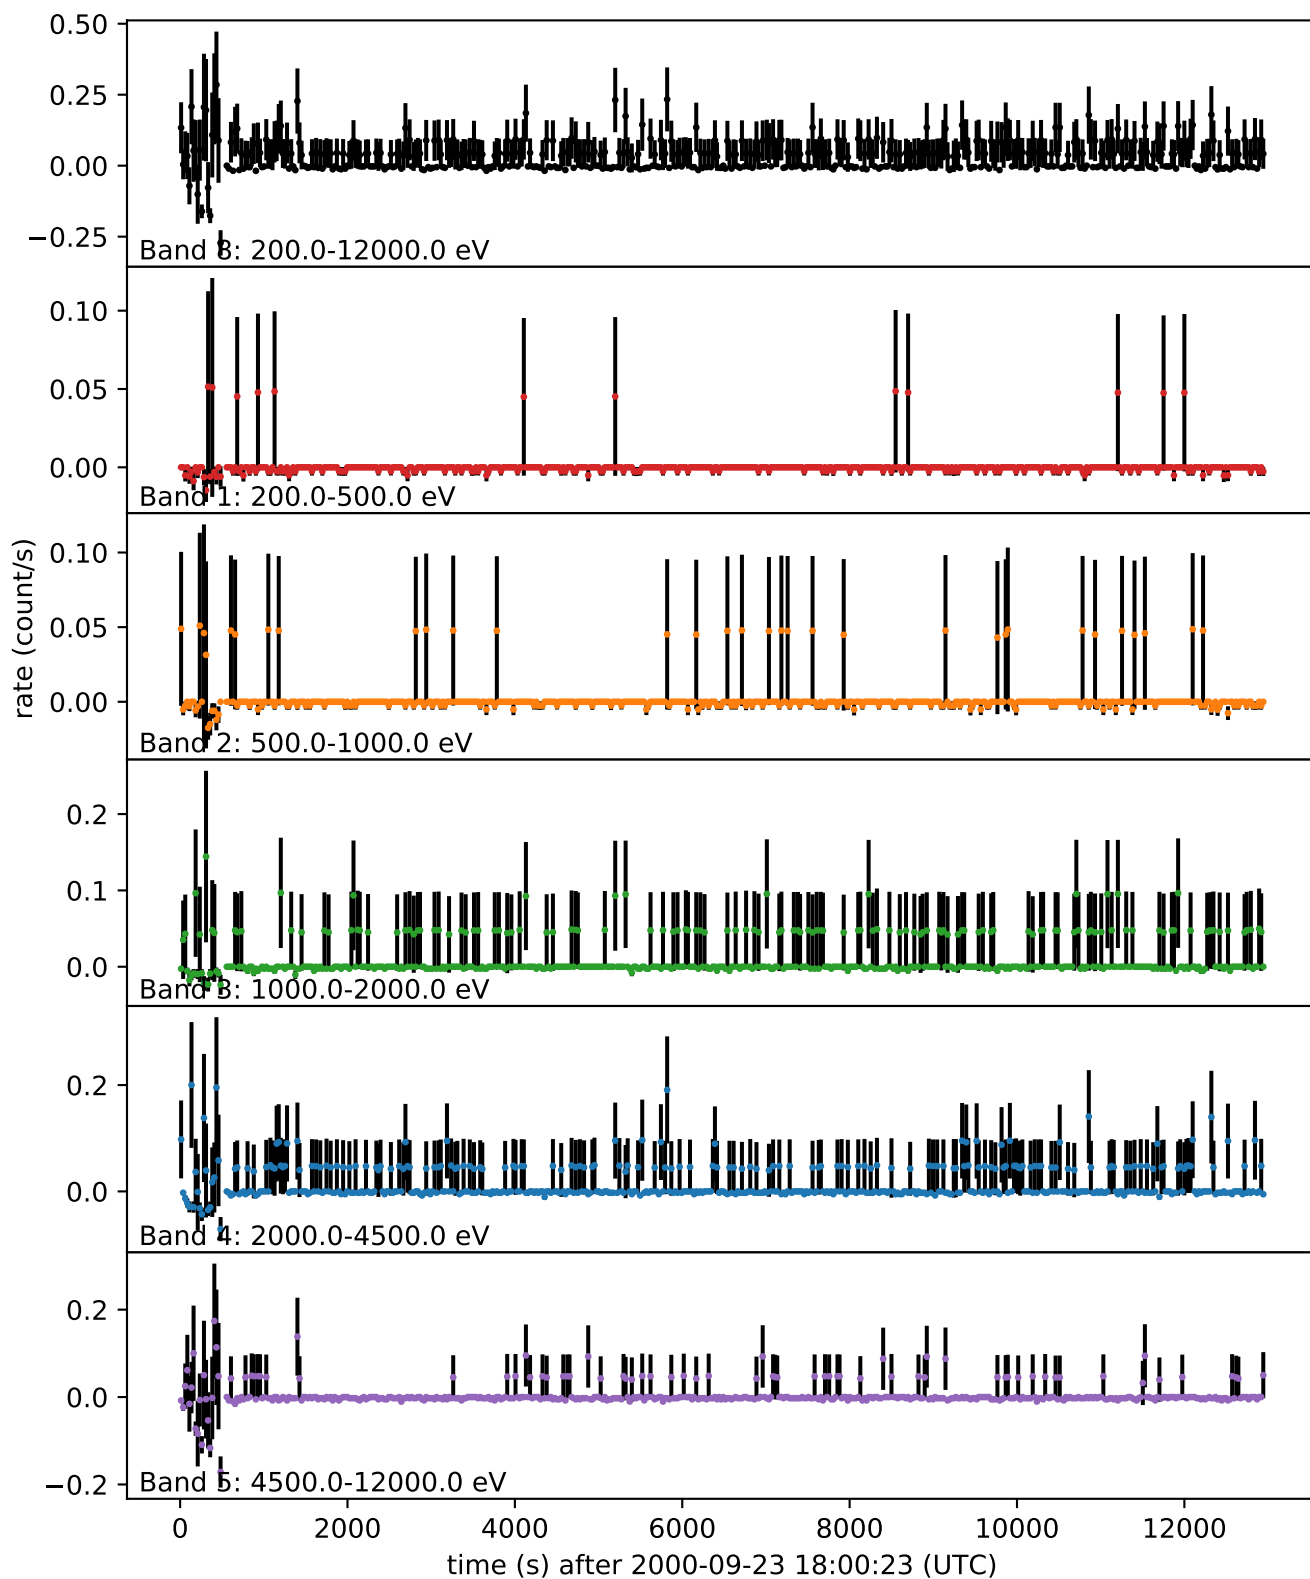 0.50
0.25
0.00
−0.25
Band 8: 200.0-12000.0 eV
0.10
0.05
0.00
Band 1: 200.0-500.0 eV
0.10
0.05
0.00
Band 2: 500.0-1000.0 eV
rate (count/s)
0.2
0.1
0.0
Band 3: 1000.0-2000.0 eV
0.2
0.0
Band 4: 2000.0-4500.0 eV
0.2
0.0
−0.2
Band 5: 4500.0-12000.0 eV
0 2000 4000 6000 8000 10000 12000
time (s) after 2000-09-23 18:00:23 (UTC)